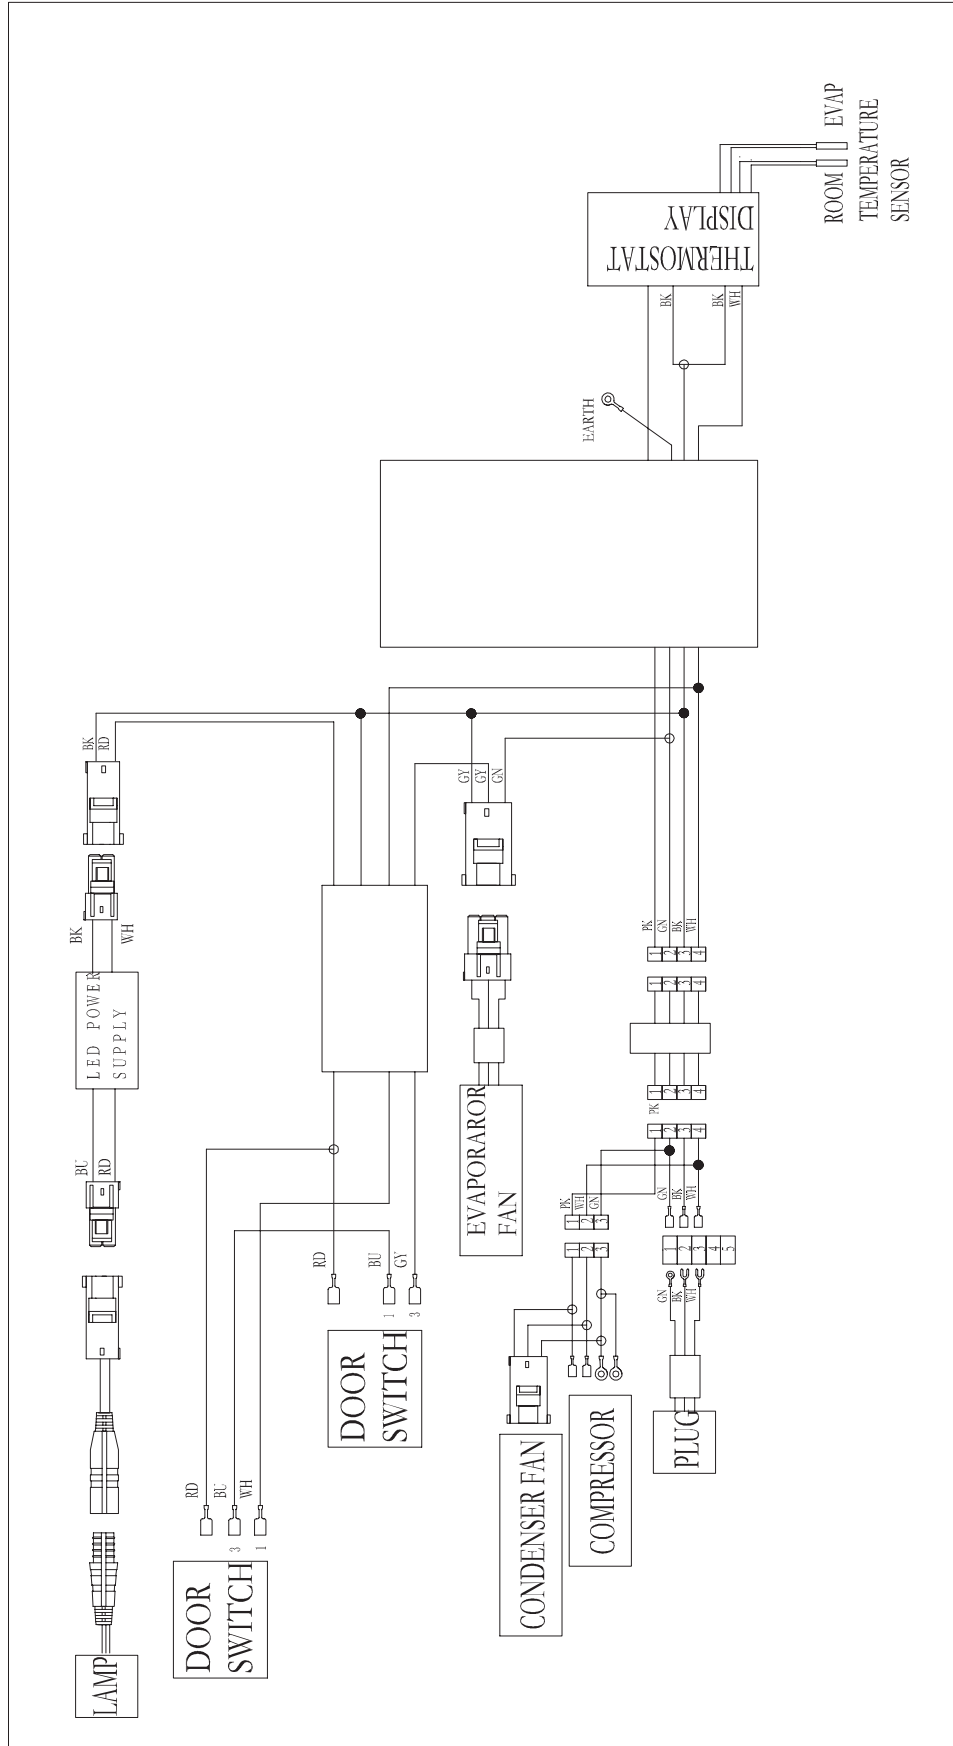 ROOM EVAP
TEMPERATURE
SENSOR
THERMOSTAT
DISPLAY
BK
BK
WH
EARTH
BK
RD
GY
GY
GN
BK
WH
LED POWER
SUPPLY
PK
GN
BK
WH
1
2
3
4
1
2
3
4
1
2
3
4
PK
1
2
3
4
EVAPORAROR
FAN
BU
RD
PK
WH
GN
1
2
3
1
2
3
GN
BK
WH
1
2
3
4
5
GN
BK
WH
RD
BU
GY
1
3
DOOR
SWITCH
RD
BU
WH
3
1
DOOR
SWITCH
CONDENSER FAN
COMPRESSOR
PLUG
LAMP